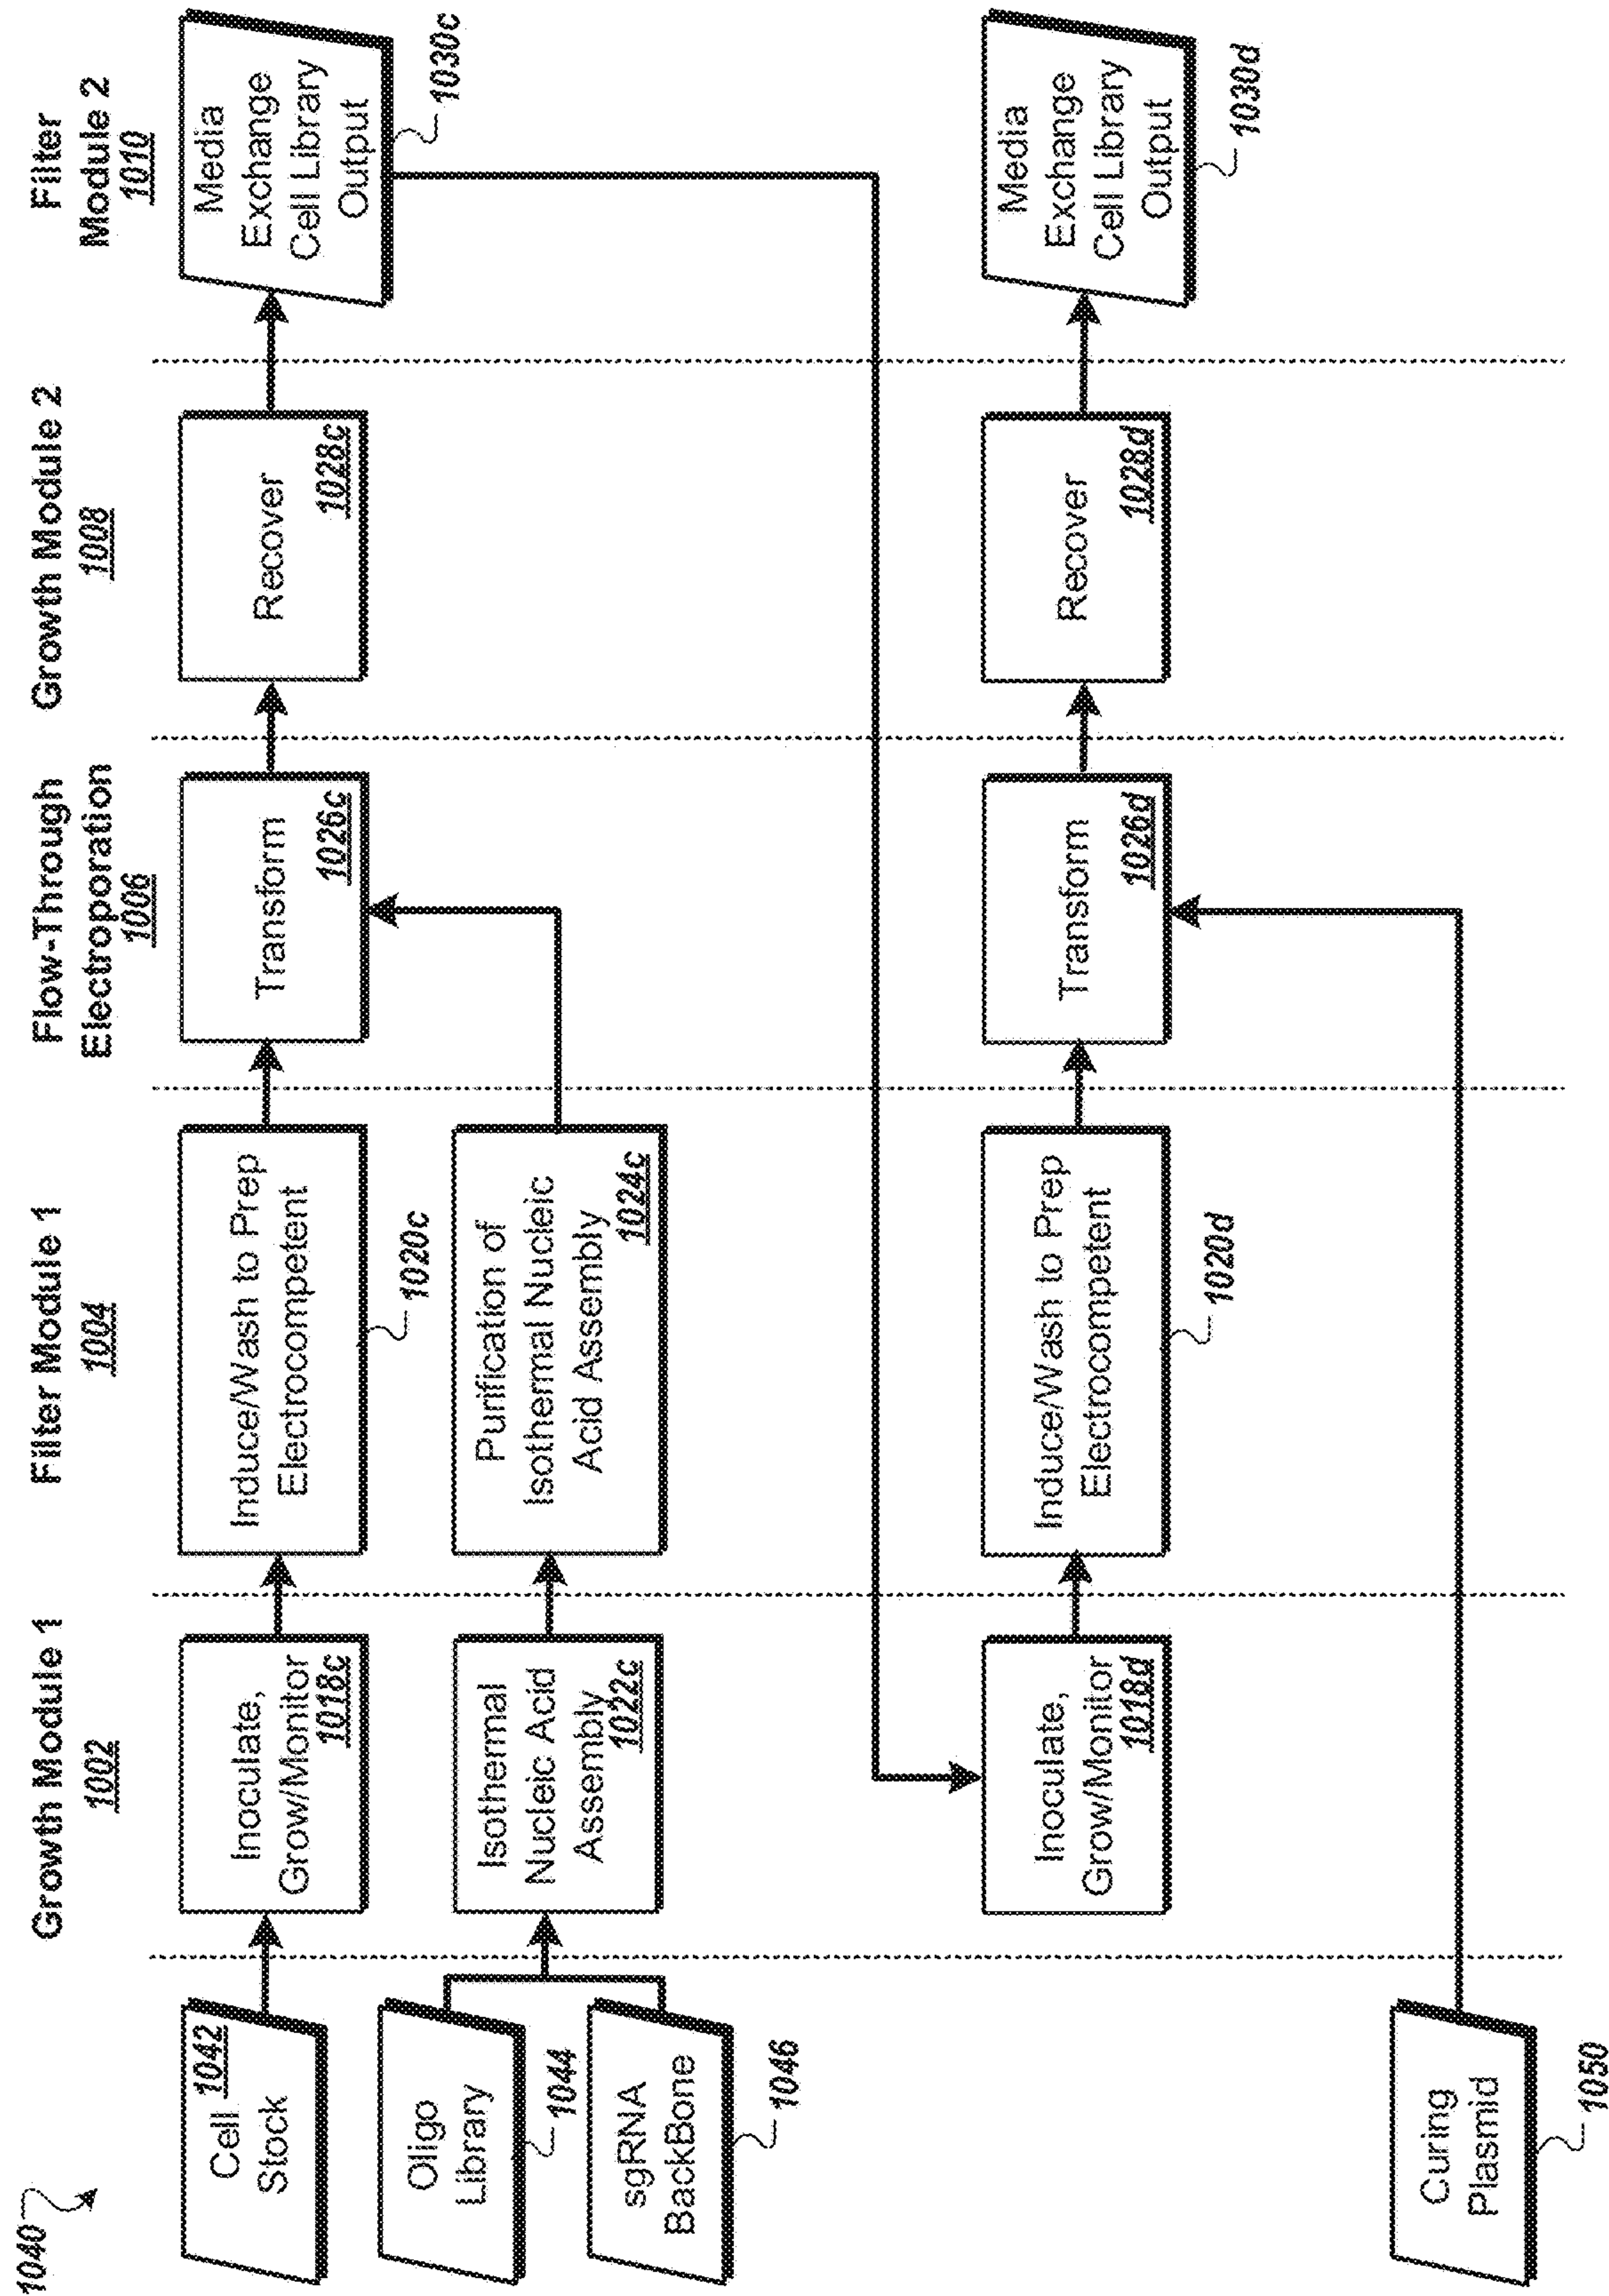 1040
Growth Module 1
1002
Filter Module 1
1004
Flow-Through
Electroporation
1006
Growth Module 2
1008
Filter
Module 2
1010
Cell 1042
Stock
Inoculate,
Grow/Monitor
1018c
Induce/Wash to Prep
Electrocompetent
1020c
Transform
1026c
Recover
1028c
Media
Exchange
Cell Library
Output
1030c
Oligo
Library
1044
sgRNA
BackBone
1046
Isothermal
Nucleic Acid
Assembly
1022c
Purification of
Isothermal Nucleic
Acid Assembly
1024c
Inoculate,
Grow/Monitor
1018d
Induce/Wash to Prep
Electrocompetent
1020d
Transform
1026d
Recover
1028d
Media
Exchange
Cell Library
Output
1030d
Curing
Plasmid
1050